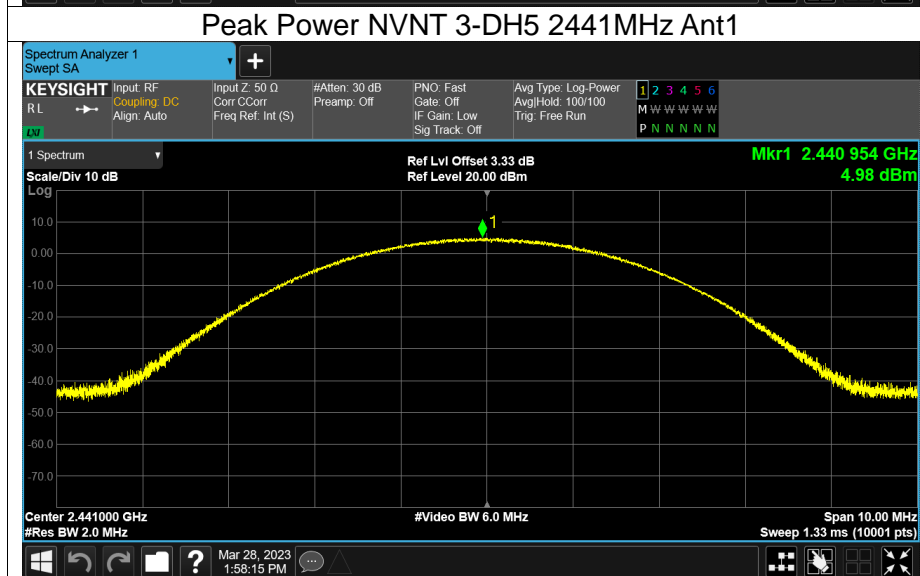 Peak Power NVNT 3-DH5 2441MHz Ant1
Spectrum Analyzer 1
Swept SA
+
KEYSIGHT
R L
LXI
Input: RF
Coupling: DC
Align: Auto
Input Z: 50 Ω
Corr CCorr
Freq Ref: Int (S)
#Atten: 30 dB
Preamp: Off
PNO: Fast
Gate: Off
IF Gain: Low
Sig Track: Off
Avg Type: Log-Power
Avg|Hold: 100/100
Trig: Free Run
1 2 3 4 5 6
M W W W W W
P N N N N N
1 Spectrum
Scale/Div 10 dB
Ref Lvl Offset 3.33 dB
Ref Level 20.00 dBm
Mkr1 2.440 954 GHz
4.98 dBm
Log
1
10.0
0.00
-10.0
-20.0
-30.0
-40.0
-50.0
-60.0
-70.0
Center 2.441000 GHz
#Res BW 2.0 MHz
#Video BW 6.0 MHz
Span 10.00 MHz
Sweep 1.33 ms (10001 pts)
?
Mar 28, 2023
1:58:15 PM